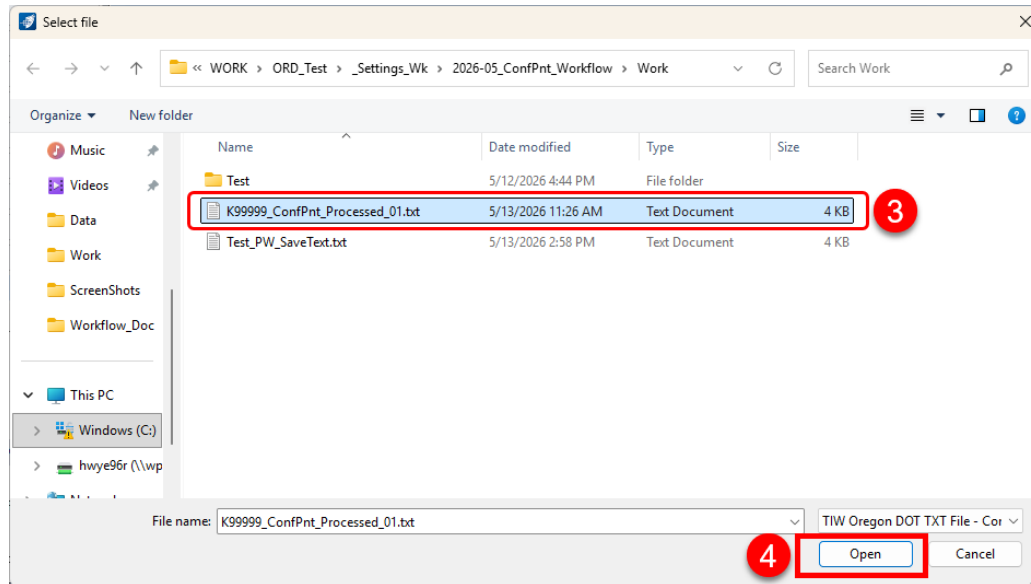 Select file
« WORK > ORD_Test > _Settings_Wk > 2026-05_ConfPnt_Workflow > Work
Search Work
Organize New folder
Name Date modified Type Size
Music
Videos
Data
Work
ScreenShots
Workflow_Doc
This PC
Windows (C:)
hwye96r (\\wp
Test 5/12/2026 4:44 PM File folder
K99999_ConfPnt_Processed_01.txt 5/13/2026 11:26 AM Text Document 4 KB 3
Test_PW_SaveText.txt 5/13/2026 2:58 PM Text Document 4 KB
File name: K99999_ConfPnt_Processed_01.txt TIW Oregon DOT TXT File - Cor
4 Open Cancel